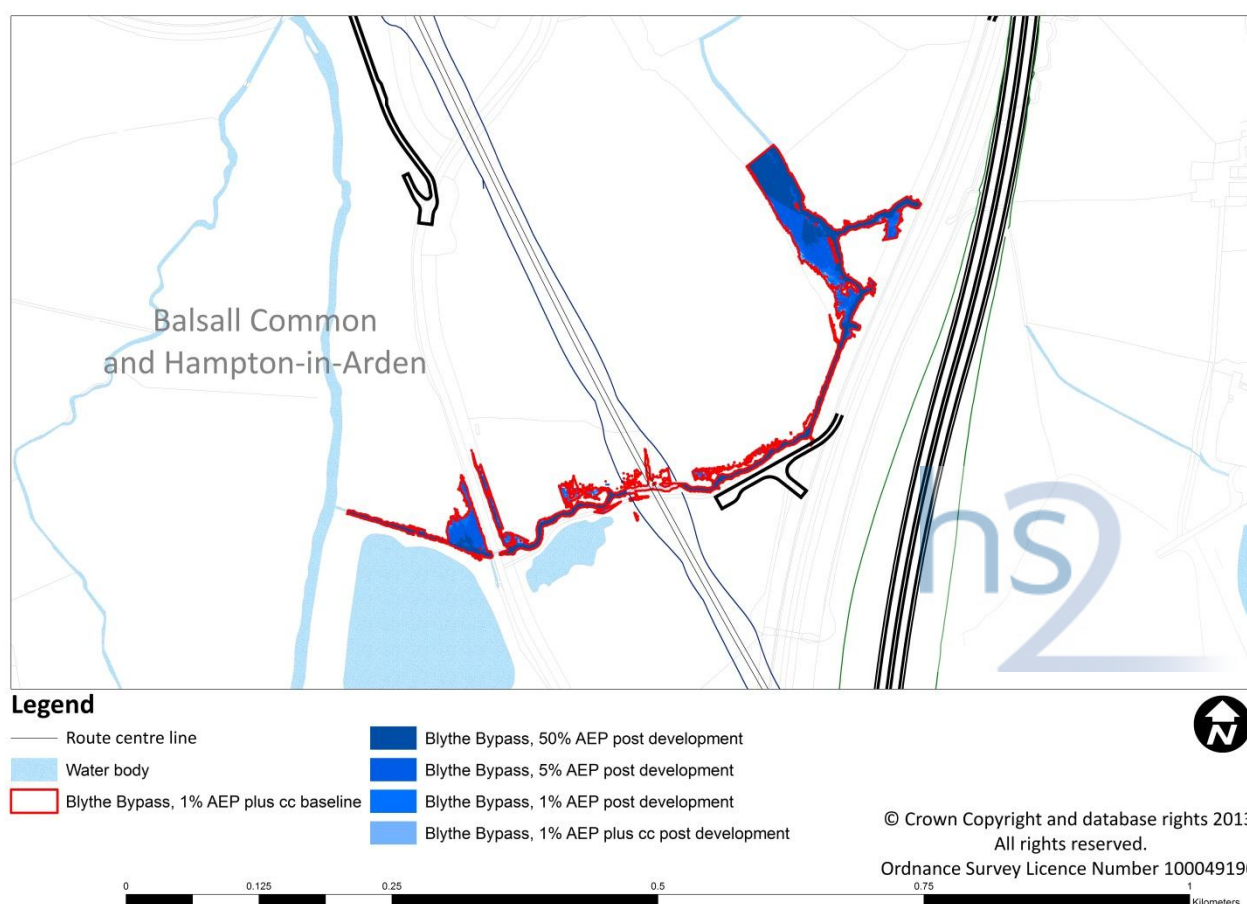 Balsall Common
and Hampton-in-Arden
hs2
Legend
Route centre line
Water body
Blythe Bypass, 1% AEP plus cc baseline
Blythe Bypass, 50% AEP post development
Blythe Bypass, 5% AEP post development
Blythe Bypass, 1% AEP post development
Blythe Bypass, 1% AEP plus cc post development
N
© Crown Copyright and database rights 2013
All rights reserved.
Ordnance Survey Licence Number 100049190
0 0.125 0.25 0.5 0.75 1
Kilometers